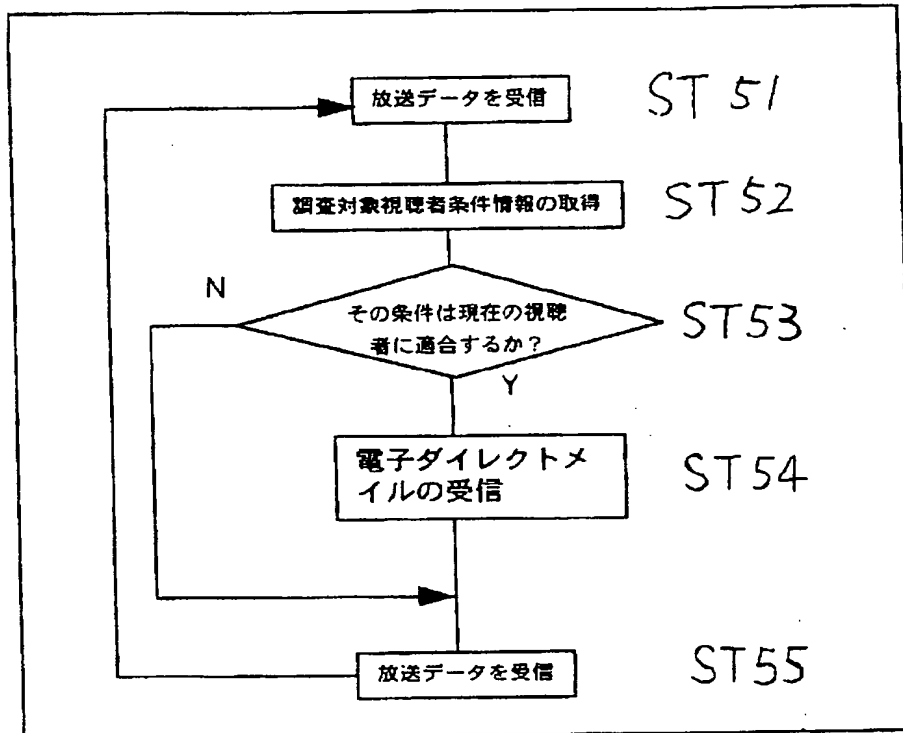 放送データを受信
ST51
調査対象視聴者条件情報の取得
ST52
N
その条件は現在の視聴
者に適合するか?
ST53
Y
電子ダイレクトメ
イルの受信
ST54
放送データを受信
ST55